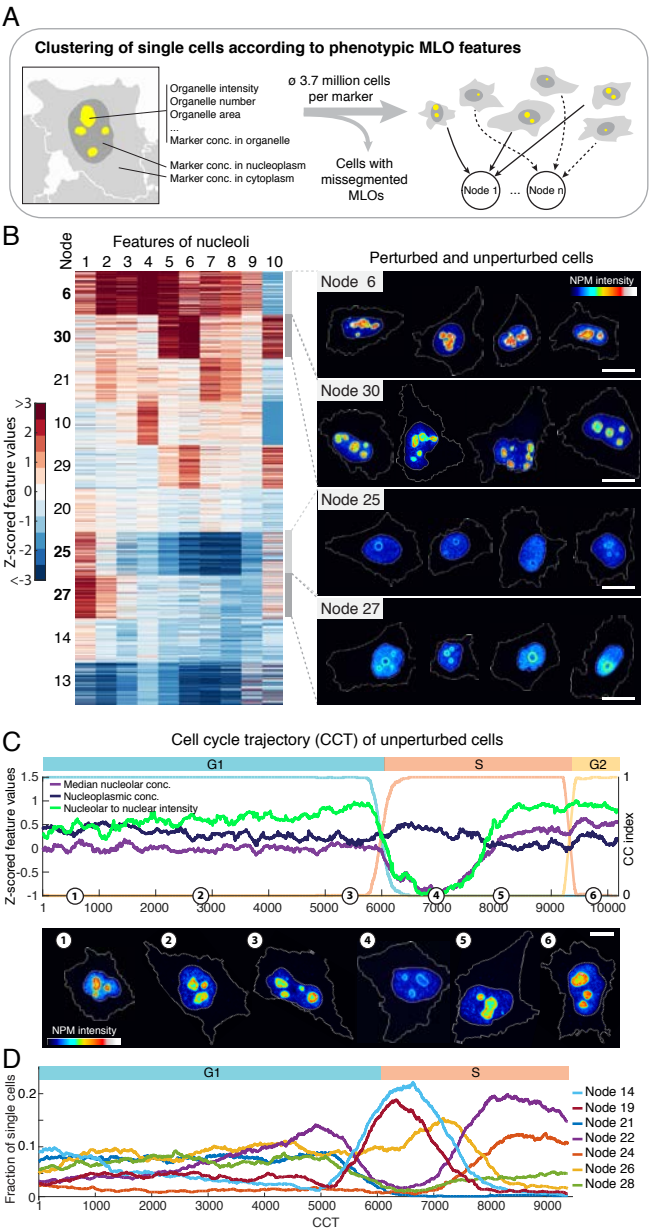 A
Clustering of single cells according to phenotypic MLO features
Organelle intensity
Organelle number
Organelle area
...
Marker conc. in organelle
Marker conc. in nucleoplasm
Marker conc. in cytoplasm
ø 3.7 million cells
per marker
Cells with
missegmented
MLOs
Node 1 ... Node n
B
Node
Features of nucleoli
1 2 3 4 5 6 7 8 9 10
6
30
21
10
29
20
25
27
14
13
Z-scored feature values
>3
2
1
0
-1
-2
<-3
Perturbed and unperturbed cells
Node 6
NPM intensity
Node 30
Node 25
Node 27
C
Cell cycle trajectory (CCT) of unperturbed cells
G1 S G2
Z-scored feature values
1.5
1
0.5
0
-0.5
-1
Median nucleolar conc.
Nucleoplasmic conc.
Nucleolar to nuclear intensity
1
0
CC index
1 2 3 4 5 6
1 1000 2000 3000 4000 5000 6000 7000 8000 9000 10200
1 2 3 4 5 6
NPM intensity
D
G1 S
Fraction of single cells
0.2
0.1
0
1 1000 2000 3000 4000 5000 6000 7000 8000 9000
CCT
Node 14
Node 19
Node 21
Node 22
Node 24
Node 26
Node 28